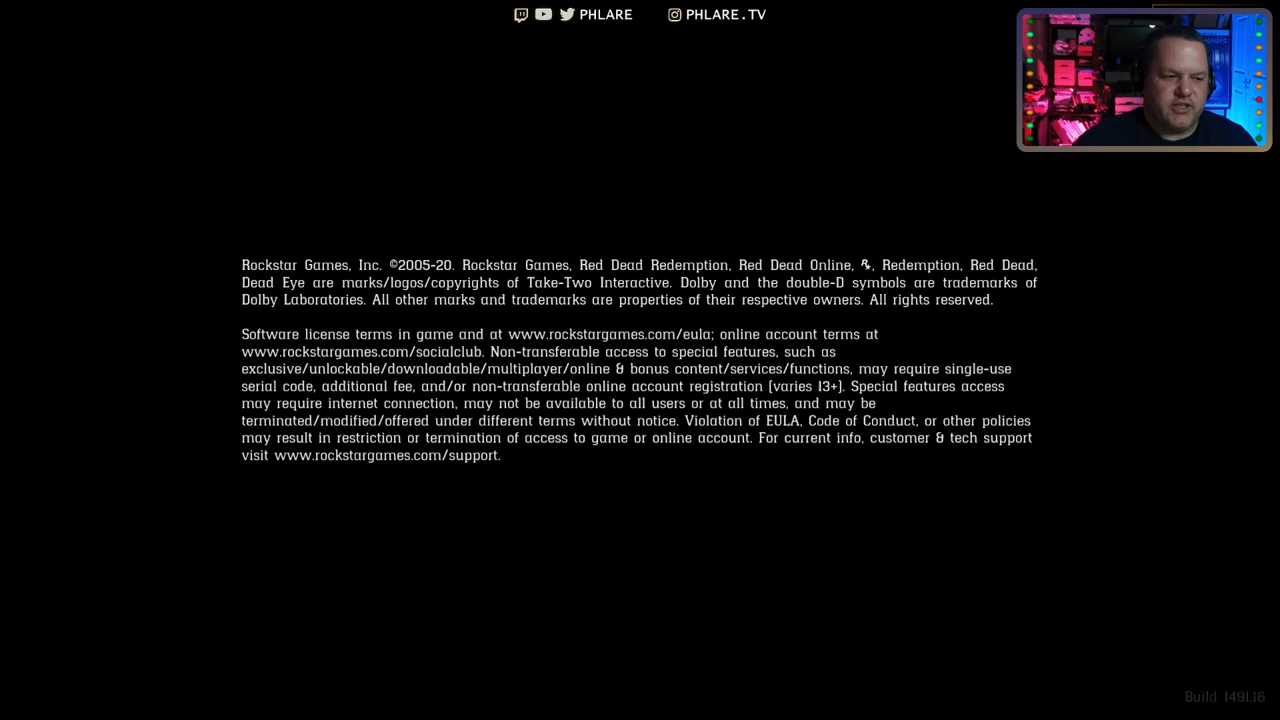 PHLARE PHLARE.TV
Rockstar Games, Inc. ©2005-20. Rockstar Games, Red Dead Redemption, Red Dead Online, R*, Redemption, Red Dead,
Dead Eye are marks/logos/copyrights of Take-Two Interactive. Dolby and the double-D symbols are trademarks of
Dolby Laboratories. All other marks and trademarks are properties of their respective owners. All rights reserved.
Software license terms in game and at www.rockstargames.com/eula; online account terms at
www.rockstargames.com/socialclub. Non-transferable access to special features, such as
exclusive/unlockable/downloadable/multiplayer/online & bonus content/services/functions, may require single-use
serial code, additional fee, and/or non-transferable online account registration (varies 13+). Special features access
may require internet connection, may not be available to all users or at all times, and may be
terminated/modified/offered under different terms without notice. Violation of EULA, Code of Conduct, or other policies
may result in restriction or termination of access to game or online account. For current info, customer & tech support
visit www.rockstargames.com/support.
Build 1491.16